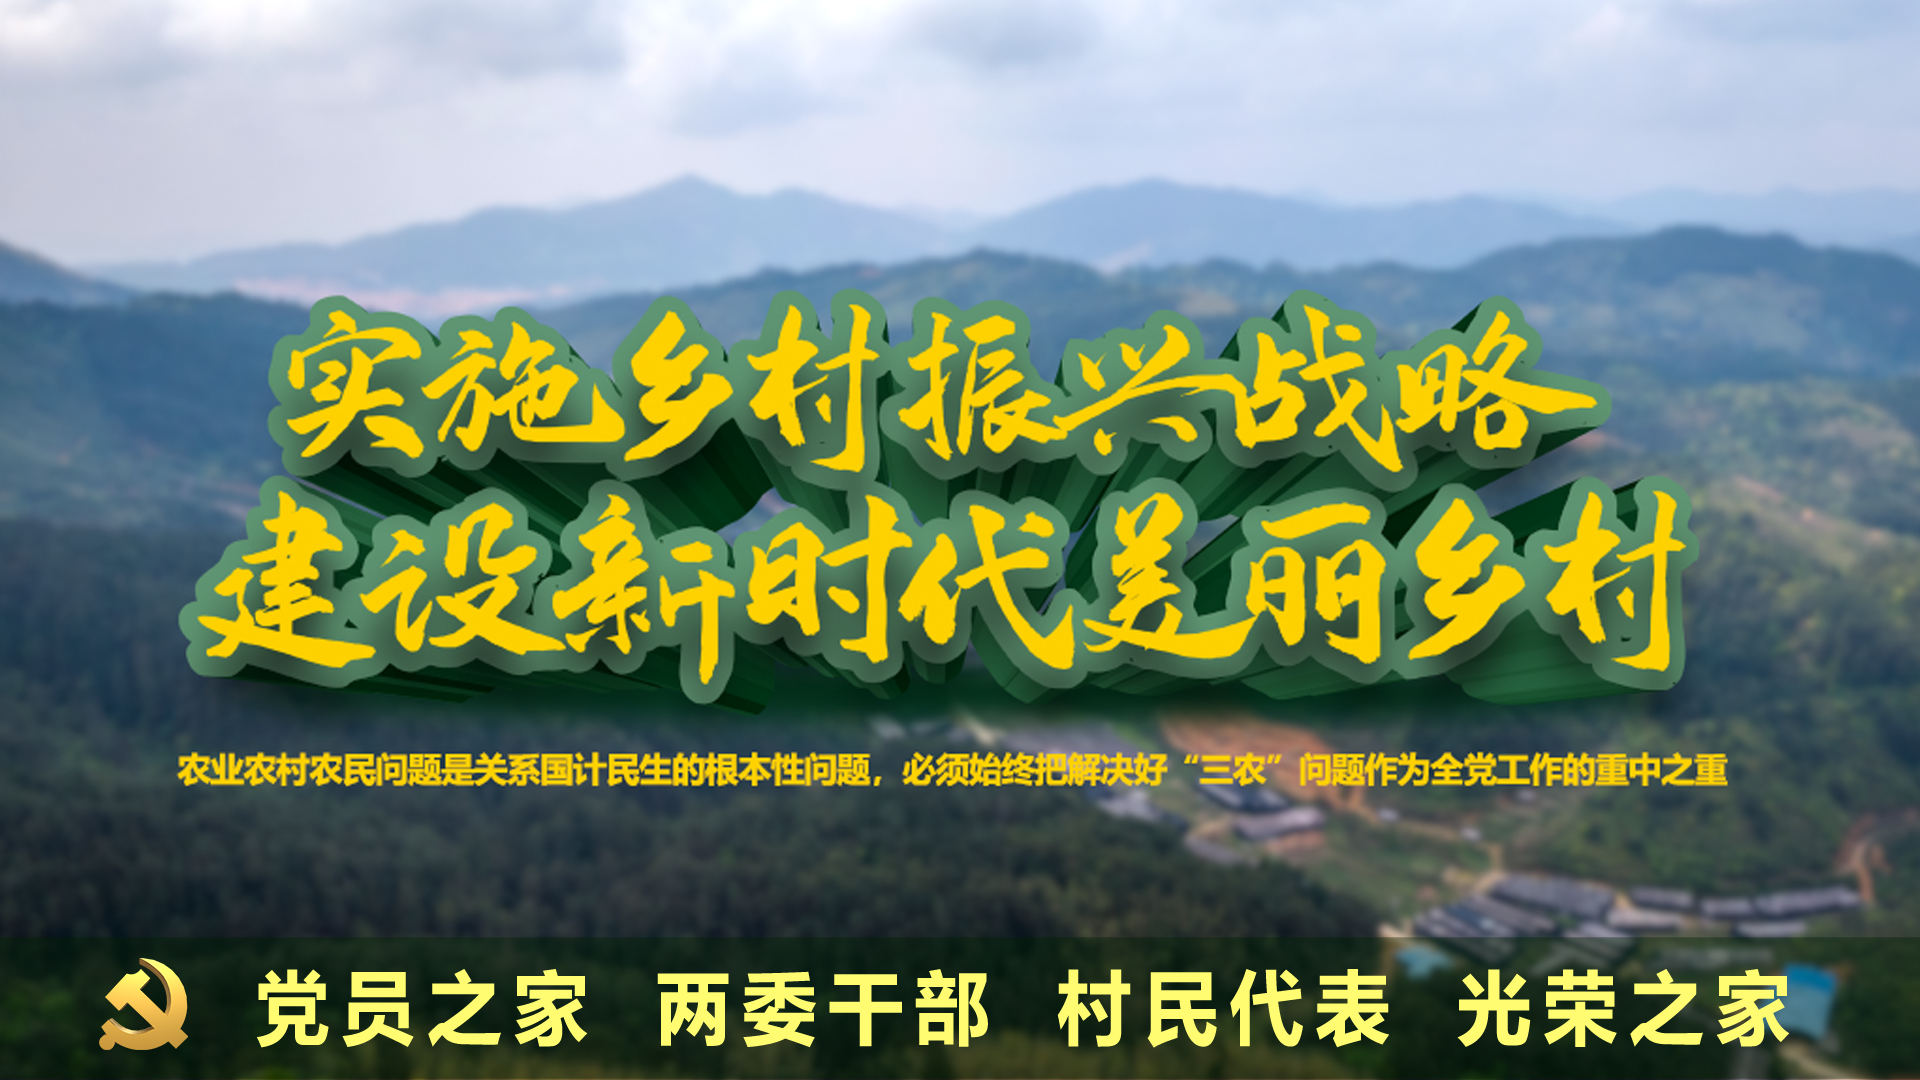 实施乡村振兴战略
建设新时代美丽乡村
农业农村农民问题是关系国计民生的根本性问题，必须始终把解决好“三农”问题作为全党工作的重中之重
党员之家 两委干部 村民代表 光荣之家